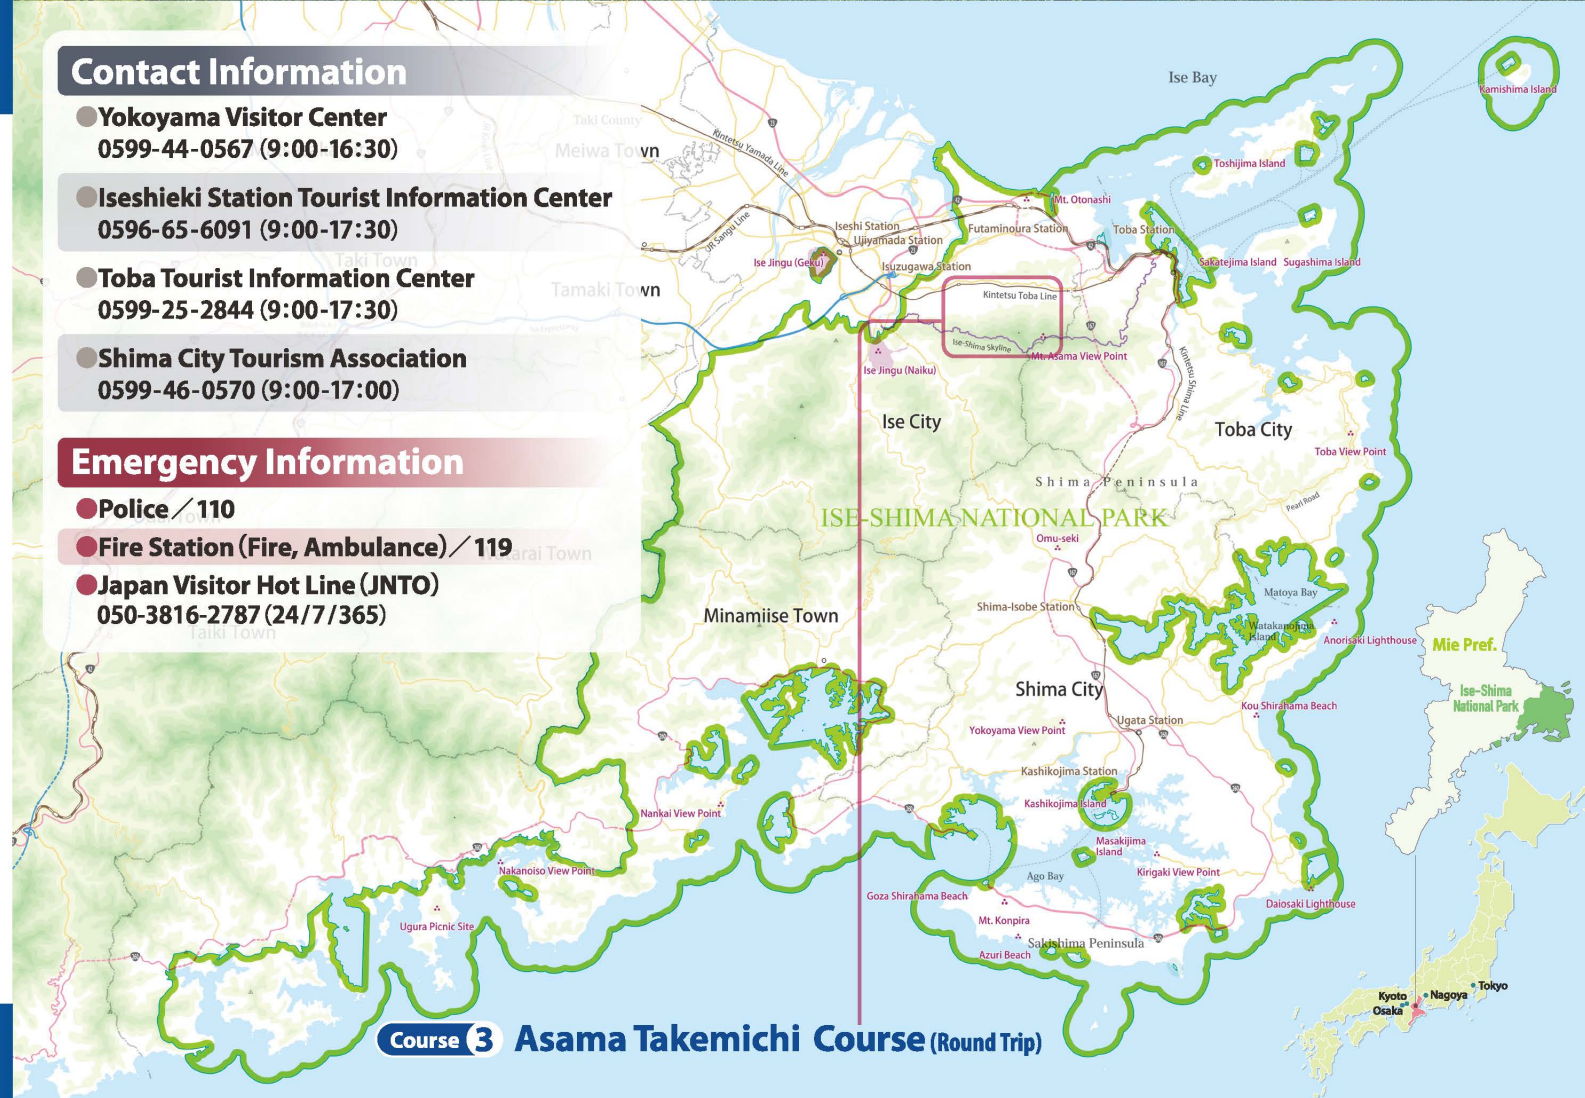 Contact Information
Yokoyama Visitor Center
0599-44-0567 (9:00-16:30)
Iseshieki Station Tourist Information Center
0596-65-6091 (9:00-17:30)
Toba Tourist Information Center
0599-25-2844 (9:00-17:30)
Shima City Tourism Association
0599-46-0570 (9:00-17:00)
Emergency Information
Police／110
Fire Station (Fire, Ambulance)／119
Japan Visitor Hot Line (JNTO)
050-3816-2787 (24/7/365)
Taki County
Meiwa Town
Taki Town
Tamaki Town
Watarai Town
Taiki Town
Kintetsu Yamada Line
JR Sangu Line
Ise Bay
Kamishima Island
Toshijima Island
Mt. Otonashi
Iseshi Station
Ujiyamada Station
Futaminoura Station
Toba Station
Ise Jingu (Geku)
Isuzugawa Station
Sakatejima Island
Sugashima Island
Kintetsu Toba Line
Ise-Shima Skyline
Mt. Asama View Point
Ise Jingu (Naiku)
Kintetsu Shima Line
Ise City
Toba City
Toba View Point
Shima Peninsula
Pearl Road
ISE-SHIMA NATIONAL PARK
Omu-seki
Matoya Bay
Shima-Isobe Station
Watakanojima
Island
Anorisaki Lighthouse
Minamiise Town
Shima City
Kou Shirahama Beach
Ugata Station
Yokoyama View Point
Kashikojima Station
Kashikojima Island
Nankai View Point
Masakijima
Island
Kirigaki View Point
Ago Bay
Nakanoiso View Point
Goza Shirahama Beach
Daiosaki Lighthouse
Mt. Konpira
Ugura Picnic Site
Sakishima Peninsula
Azuri Beach
Mie Pref.
Ise-Shima
National Park
Kyoto
Osaka
Nagoya
Tokyo
Course 3 Asama Takemichi Course (Round Trip)